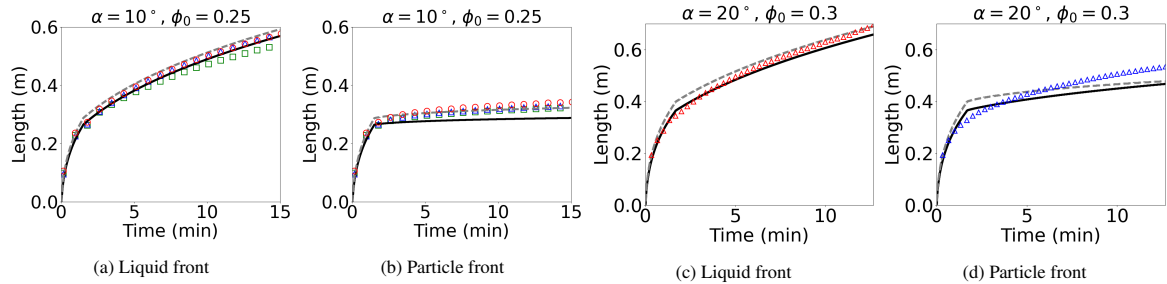 α = 10°, ϕ₀ = 0.25
Length (m)
0.6
0.4
0.2
0.0
0 5 10 15
Time (min)
(a) Liquid front
α = 10°, ϕ₀ = 0.25
Length (m)
0.6
0.4
0.2
0.0
0 5 10 15
Time (min)
(b) Particle front
α = 20°, ϕ₀ = 0.3
Length (m)
0.6
0.4
0.2
0.0
0 5 10
Time (min)
(c) Liquid front
α = 20°, ϕ₀ = 0.3
Length (m)
0.6
0.4
0.2
0.0
0 5 10
Time (min)
(d) Particle front